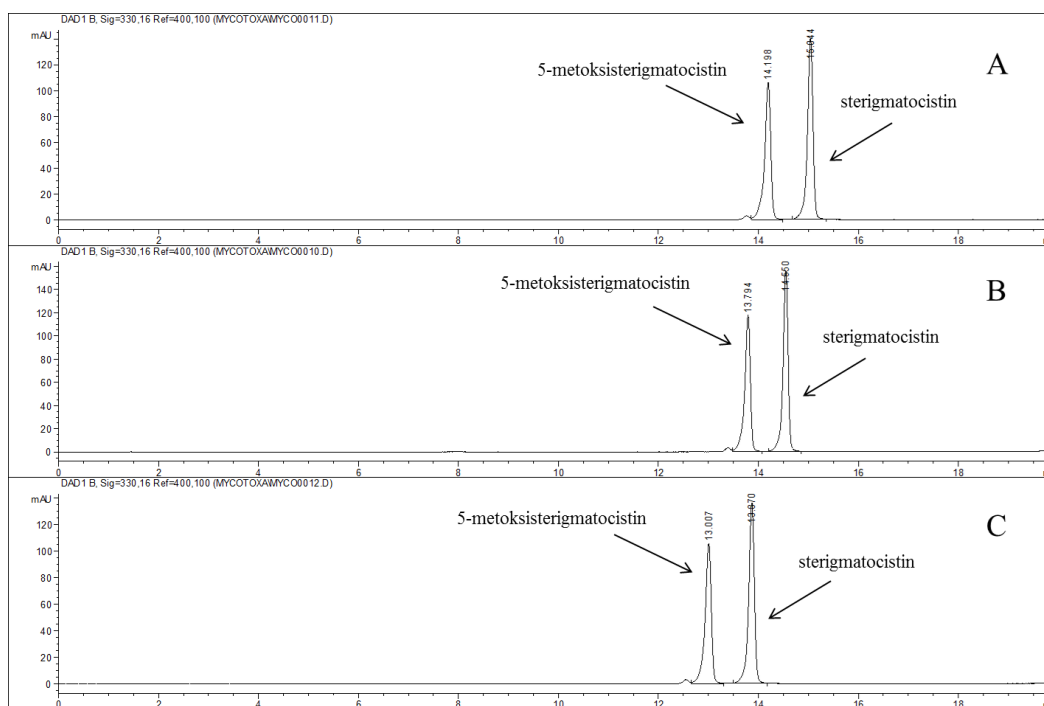 DAD1 B, Sig=330,16 Ref=400,100 (MYCOTOXA\MYCO0011.D)
mAU
120
100
80
60
40
20
0
5-metoksisterigmatocistin
14.198
15.044
sterigmatocistin
A
0 2 4 6 8 10 12 14 16 18
DAD1 B, Sig=330,16 Ref=400,100 (MYCOTOXA\MYCO0010.D)
mAU
140
120
100
80
60
40
20
0
5-metoksisterigmatocistin
13.794
14.550
sterigmatocistin
B
0 2 4 6 8 10 12 14 16 18
DAD1 B, Sig=330,16 Ref=400,100 (MYCOTOXA\MYCO0012.D)
mAU
120
100
80
60
40
20
0
5-metoksisterigmatocistin
13.007
13.870
sterigmatocistin
C
0 2 4 6 8 10 12 14 16 18